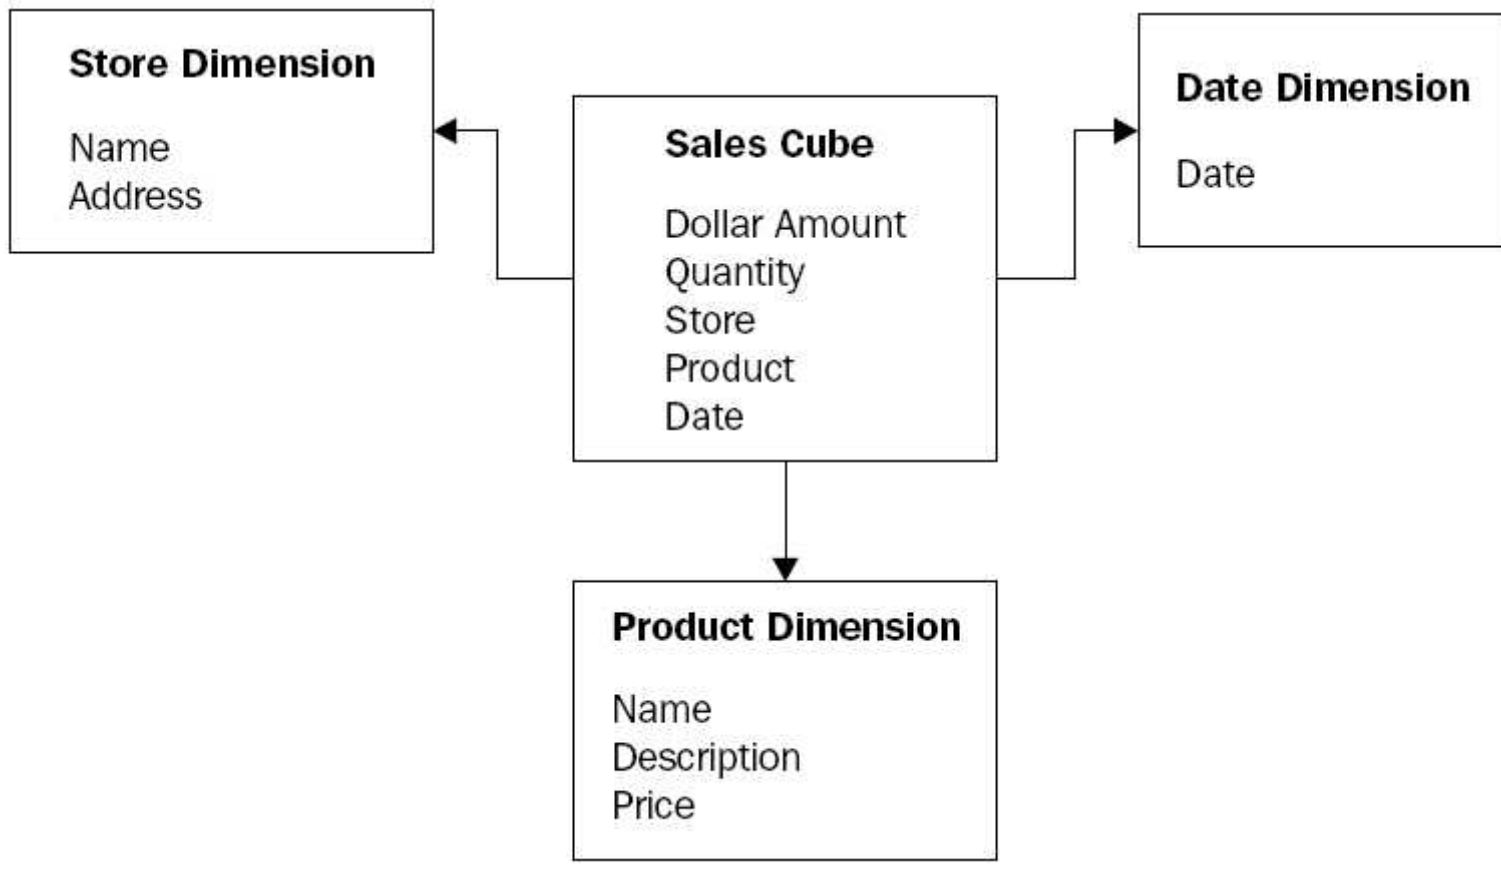 Store Dimension
Name
Address
Sales Cube
Dollar Amount
Quantity
Store
Product
Date
Date Dimension
Date
Product Dimension
Name
Description
Price